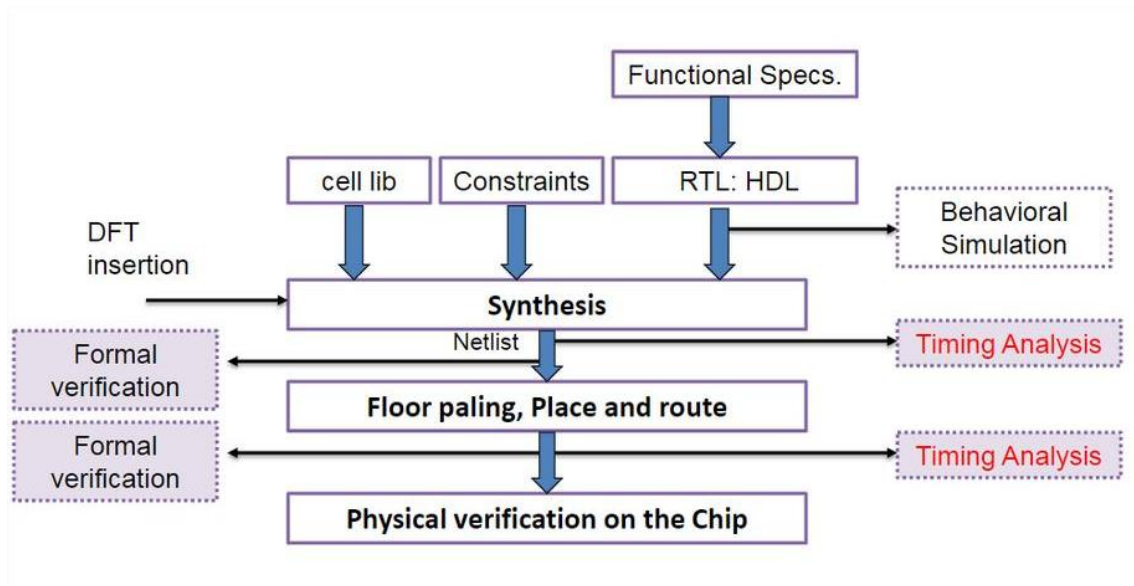 Functional Specs.
cell lib
Constraints
RTL: HDL
Behavioral
Simulation
DFT
insertion
Synthesis
Netlist
Timing Analysis
Formal
verification
Floor paling, Place and route
Formal
verification
Timing Analysis
Physical verification on the Chip